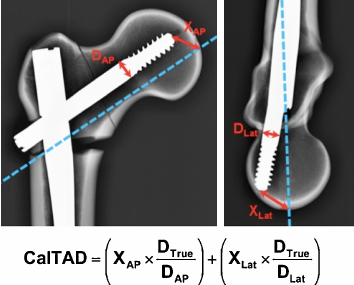 X_AP
D_AP
D_Lat
X_Lat
CalTAD = (X_AP × D_True / D_AP) + (X_Lat × D_True / D_Lat)